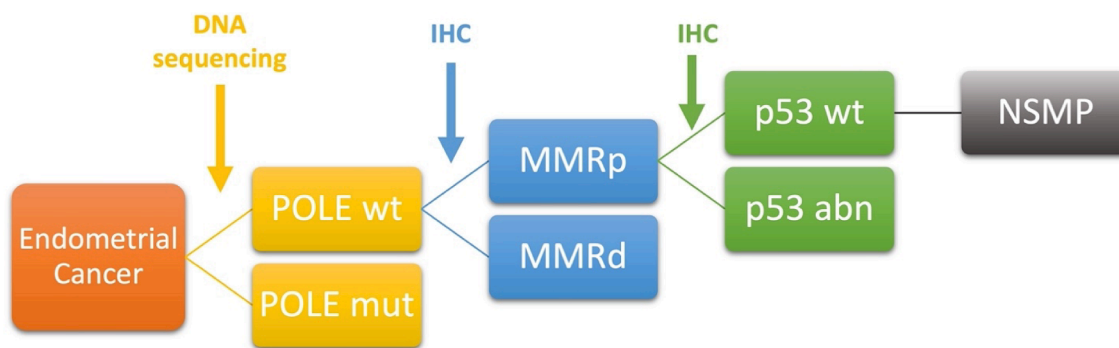 DNA
sequencing
IHC
IHC
Endometrial
Cancer
POLE wt
POLE mut
MMRp
MMRd
p53 wt
p53 abn
NSMP